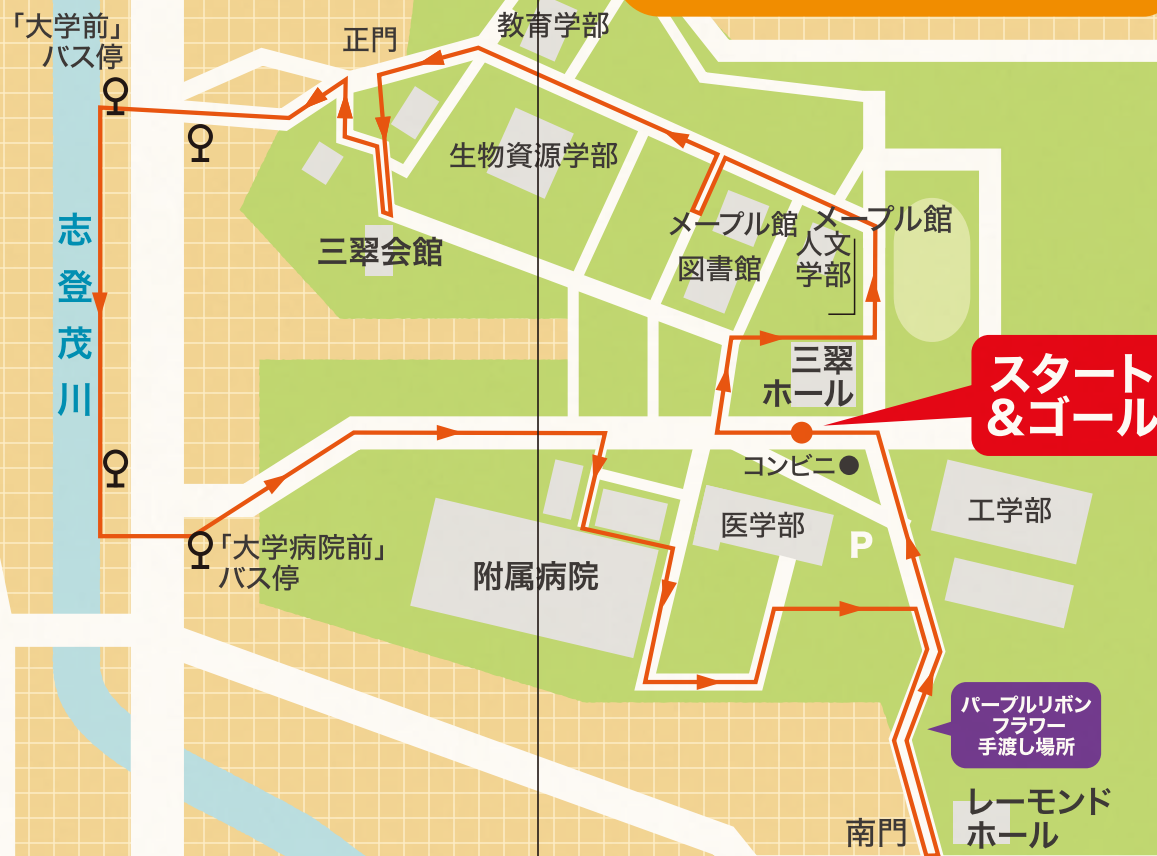 「大学前」
バス停
正門
教育学部
生物資源学部
三翠会館
メープル館
メープル館
人文
学部
図書館
志登茂川
三翠
ホール
スタート
&ゴール
コンビニ●
医学部
P
工学部
「大学病院前」
バス停
附属病院
パープルリボン
フラワー
手渡し場所
レーモンド
ホール
南門